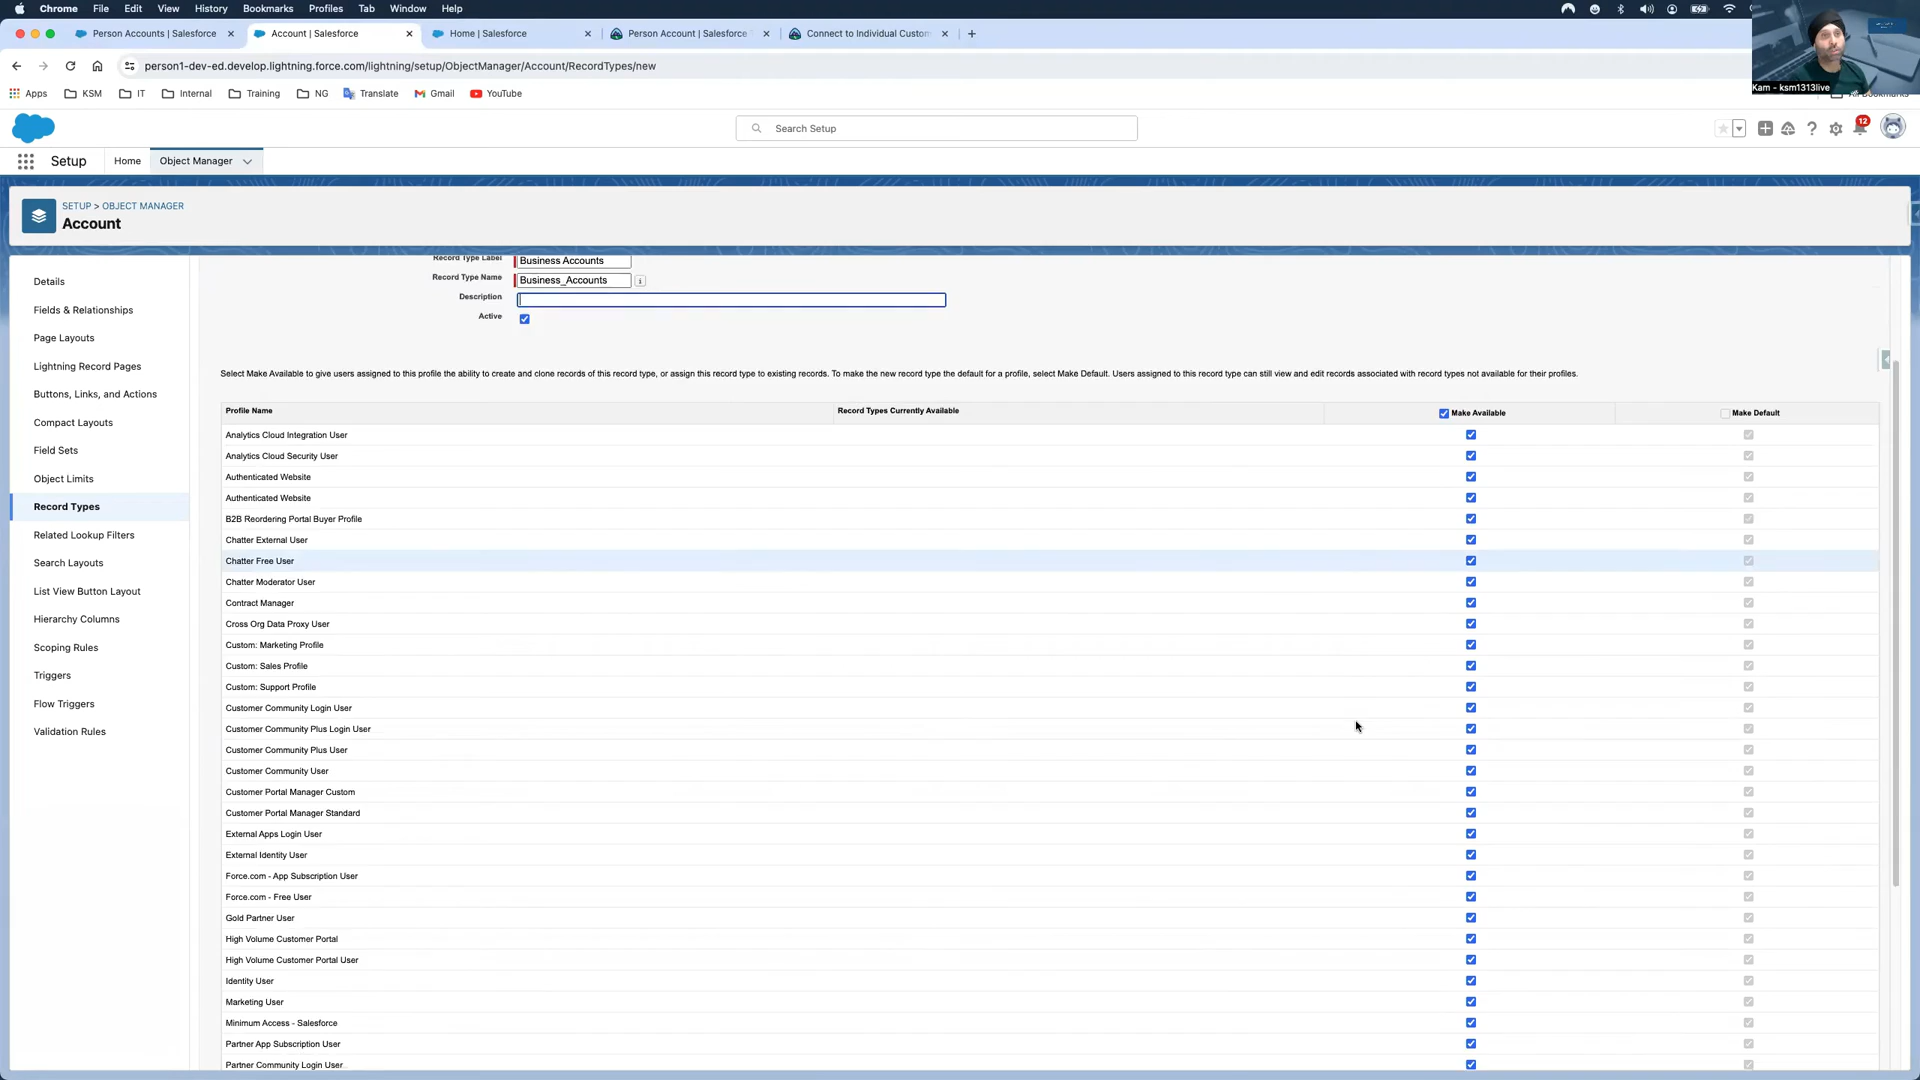 Chrome File Edit View History Bookmarks Profiles Tab Window Help
Person Accounts | Salesforce
Account | Salesforce
Home | Salesforce
Person Account | Salesforce
Connect to Individual Custom
person1-dev-ed.develop.lightning.force.com/lightning/setup/ObjectManager/Account/RecordTypes/new
Kam - ksm1313live
Apps KSM IT Internal Training NG Translate Gmail YouTube
Search Setup
12
Setup Home Object Manager
SETUP > OBJECT MANAGER
Account
Details
Fields & Relationships
Page Layouts
Lightning Record Pages
Buttons, Links, and Actions
Compact Layouts
Field Sets
Object Limits
Record Types
Related Lookup Filters
Search Layouts
List View Button Layout
Hierarchy Columns
Scoping Rules
Triggers
Flow Triggers
Validation Rules
Record Type Label Business Accounts
Record Type Name Business_Accounts i
Description
Active
Select Make Available to give users assigned to this profile the ability to create and clone records of this record type, or assign this record type to existing records. To make the new record type the default for a profile, select Make Default. Users assigned to this record type can still view and edit records associated with record types not available for their profiles.
Profile Name Record Types Currently Available Make Available Make Default
Analytics Cloud Integration User
Analytics Cloud Security User
Authenticated Website
Authenticated Website
B2B Reordering Portal Buyer Profile
Chatter External User
Chatter Free User
Chatter Moderator User
Contract Manager
Cross Org Data Proxy User
Custom: Marketing Profile
Custom: Sales Profile
Custom: Support Profile
Customer Community Login User
Customer Community Plus Login User
Customer Community Plus User
Customer Community User
Customer Portal Manager Custom
Customer Portal Manager Standard
External Apps Login User
External Identity User
Force.com - App Subscription User
Force.com - Free User
Gold Partner User
High Volume Customer Portal
High Volume Customer Portal User
Identity User
Marketing User
Minimum Access - Salesforce
Partner App Subscription User
Partner Community Login User